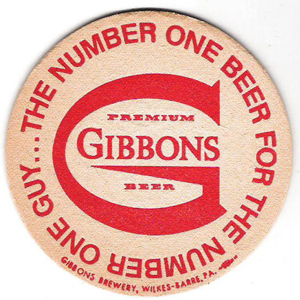 THE NUMBER ONE BEER FOR THE NUMBER ONE GUY....
G
PREMIUM
GIBBONS
BEER
GIBBONS BREWERY, WILKES-BARRE, PA.